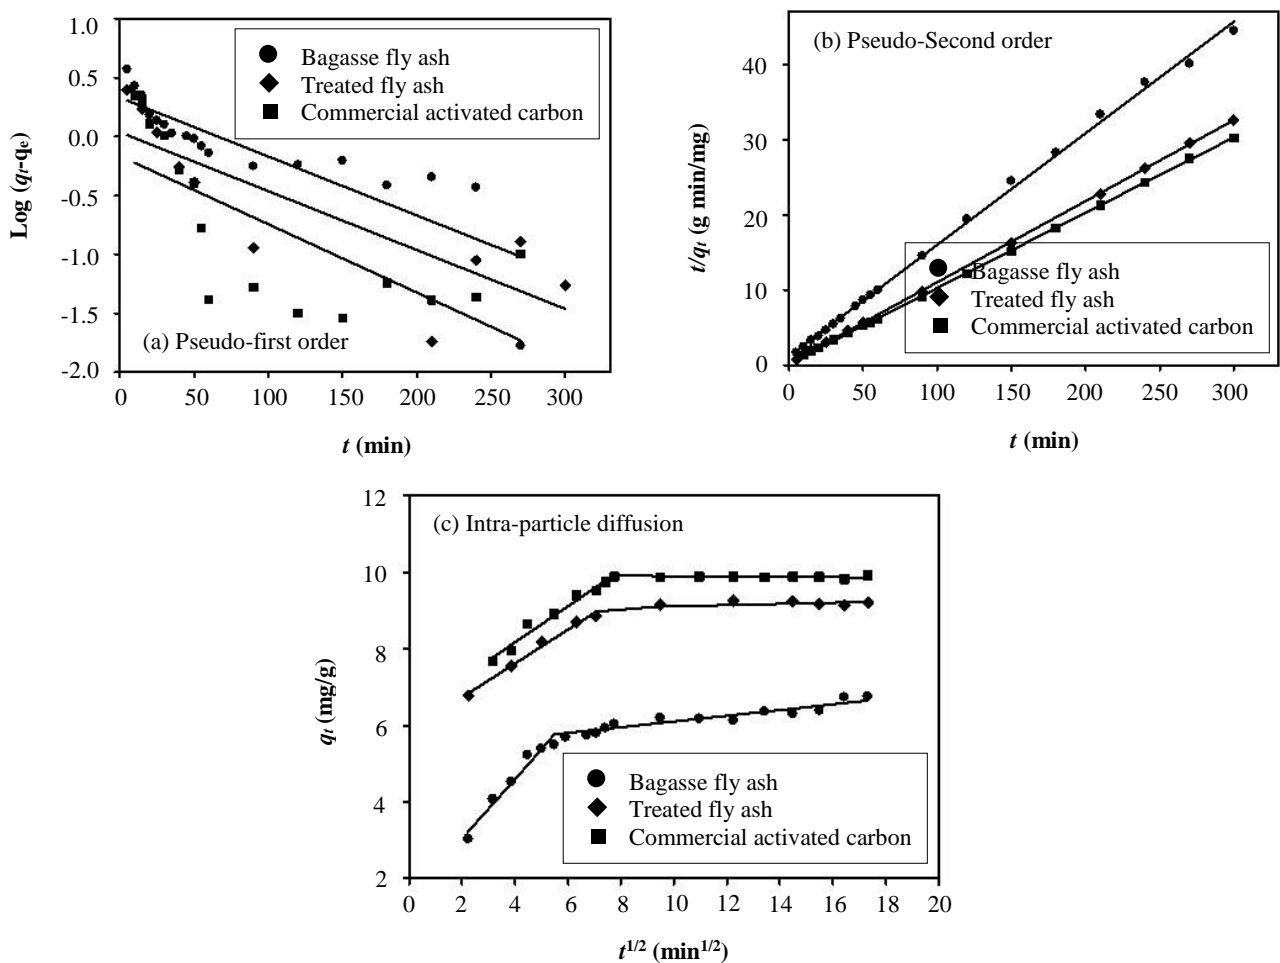 1.0
0.5
0.0
-0.5
-1.0
-1.5
-2.0
Log (qt-qe)
Bagasse fly ash
Treated fly ash
Commercial activated carbon
(a) Pseudo-first order
0 50 100 150 200 250 300
t (min)
40
30
20
10
0
t/qt (g min/mg)
(b) Pseudo-Second order
Bagasse fly ash
Treated fly ash
Commercial activated carbon
0 50 100 150 200 250 300
t (min)
12
10
8
6
4
2
qt (mg/g)
(c) Intra-particle diffusion
Bagasse fly ash
Treated fly ash
Commercial activated carbon
0 2 4 6 8 10 12 14 16 18 20
t1/2 (min1/2)